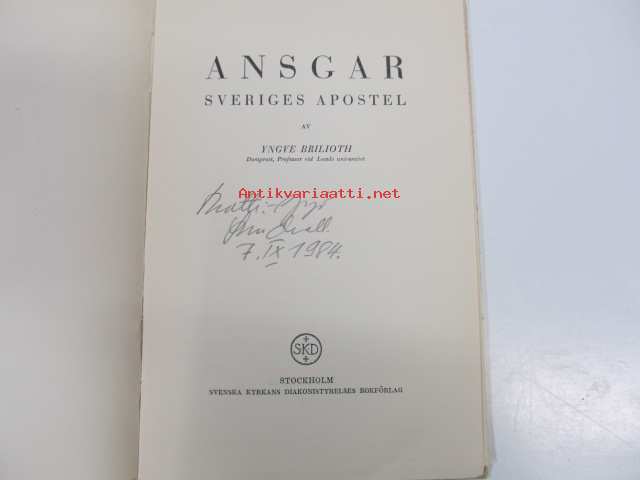 ANSGAR
SVERIGES APOSTEL
AV
YNGVE BRILIOTH
Domprost, Professor vid Lunds universitet
Antikvariaatti.net
7. IX 1984.
SKD
STOCKHOLM
SVENSKA KYRKANS DIAKONISTYRELSES BOKFÖRLAG